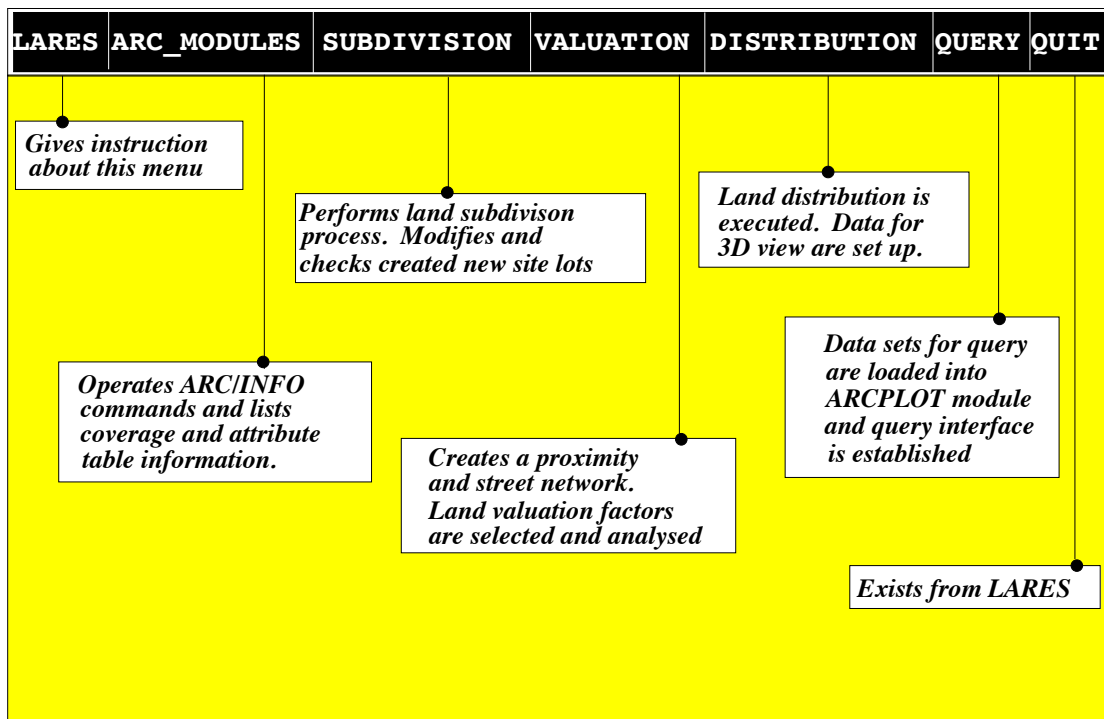 LARES ARC_MODULES SUBDIVISION VALUATION DISTRIBUTION QUERY QUIT
Gives instruction
about this menu
Performs land subdivison
process. Modifies and
checks created new site lots
Land distribution is
executed. Data for
3D view are set up.
Operates ARC/INFO
commands and lists
coverage and attribute
table information.
Data sets for query
are loaded into
ARCPLOT module
and query interface
is established
Creates a proximity
and street network.
Land valuation factors
are selected and analysed
Exists from LARES